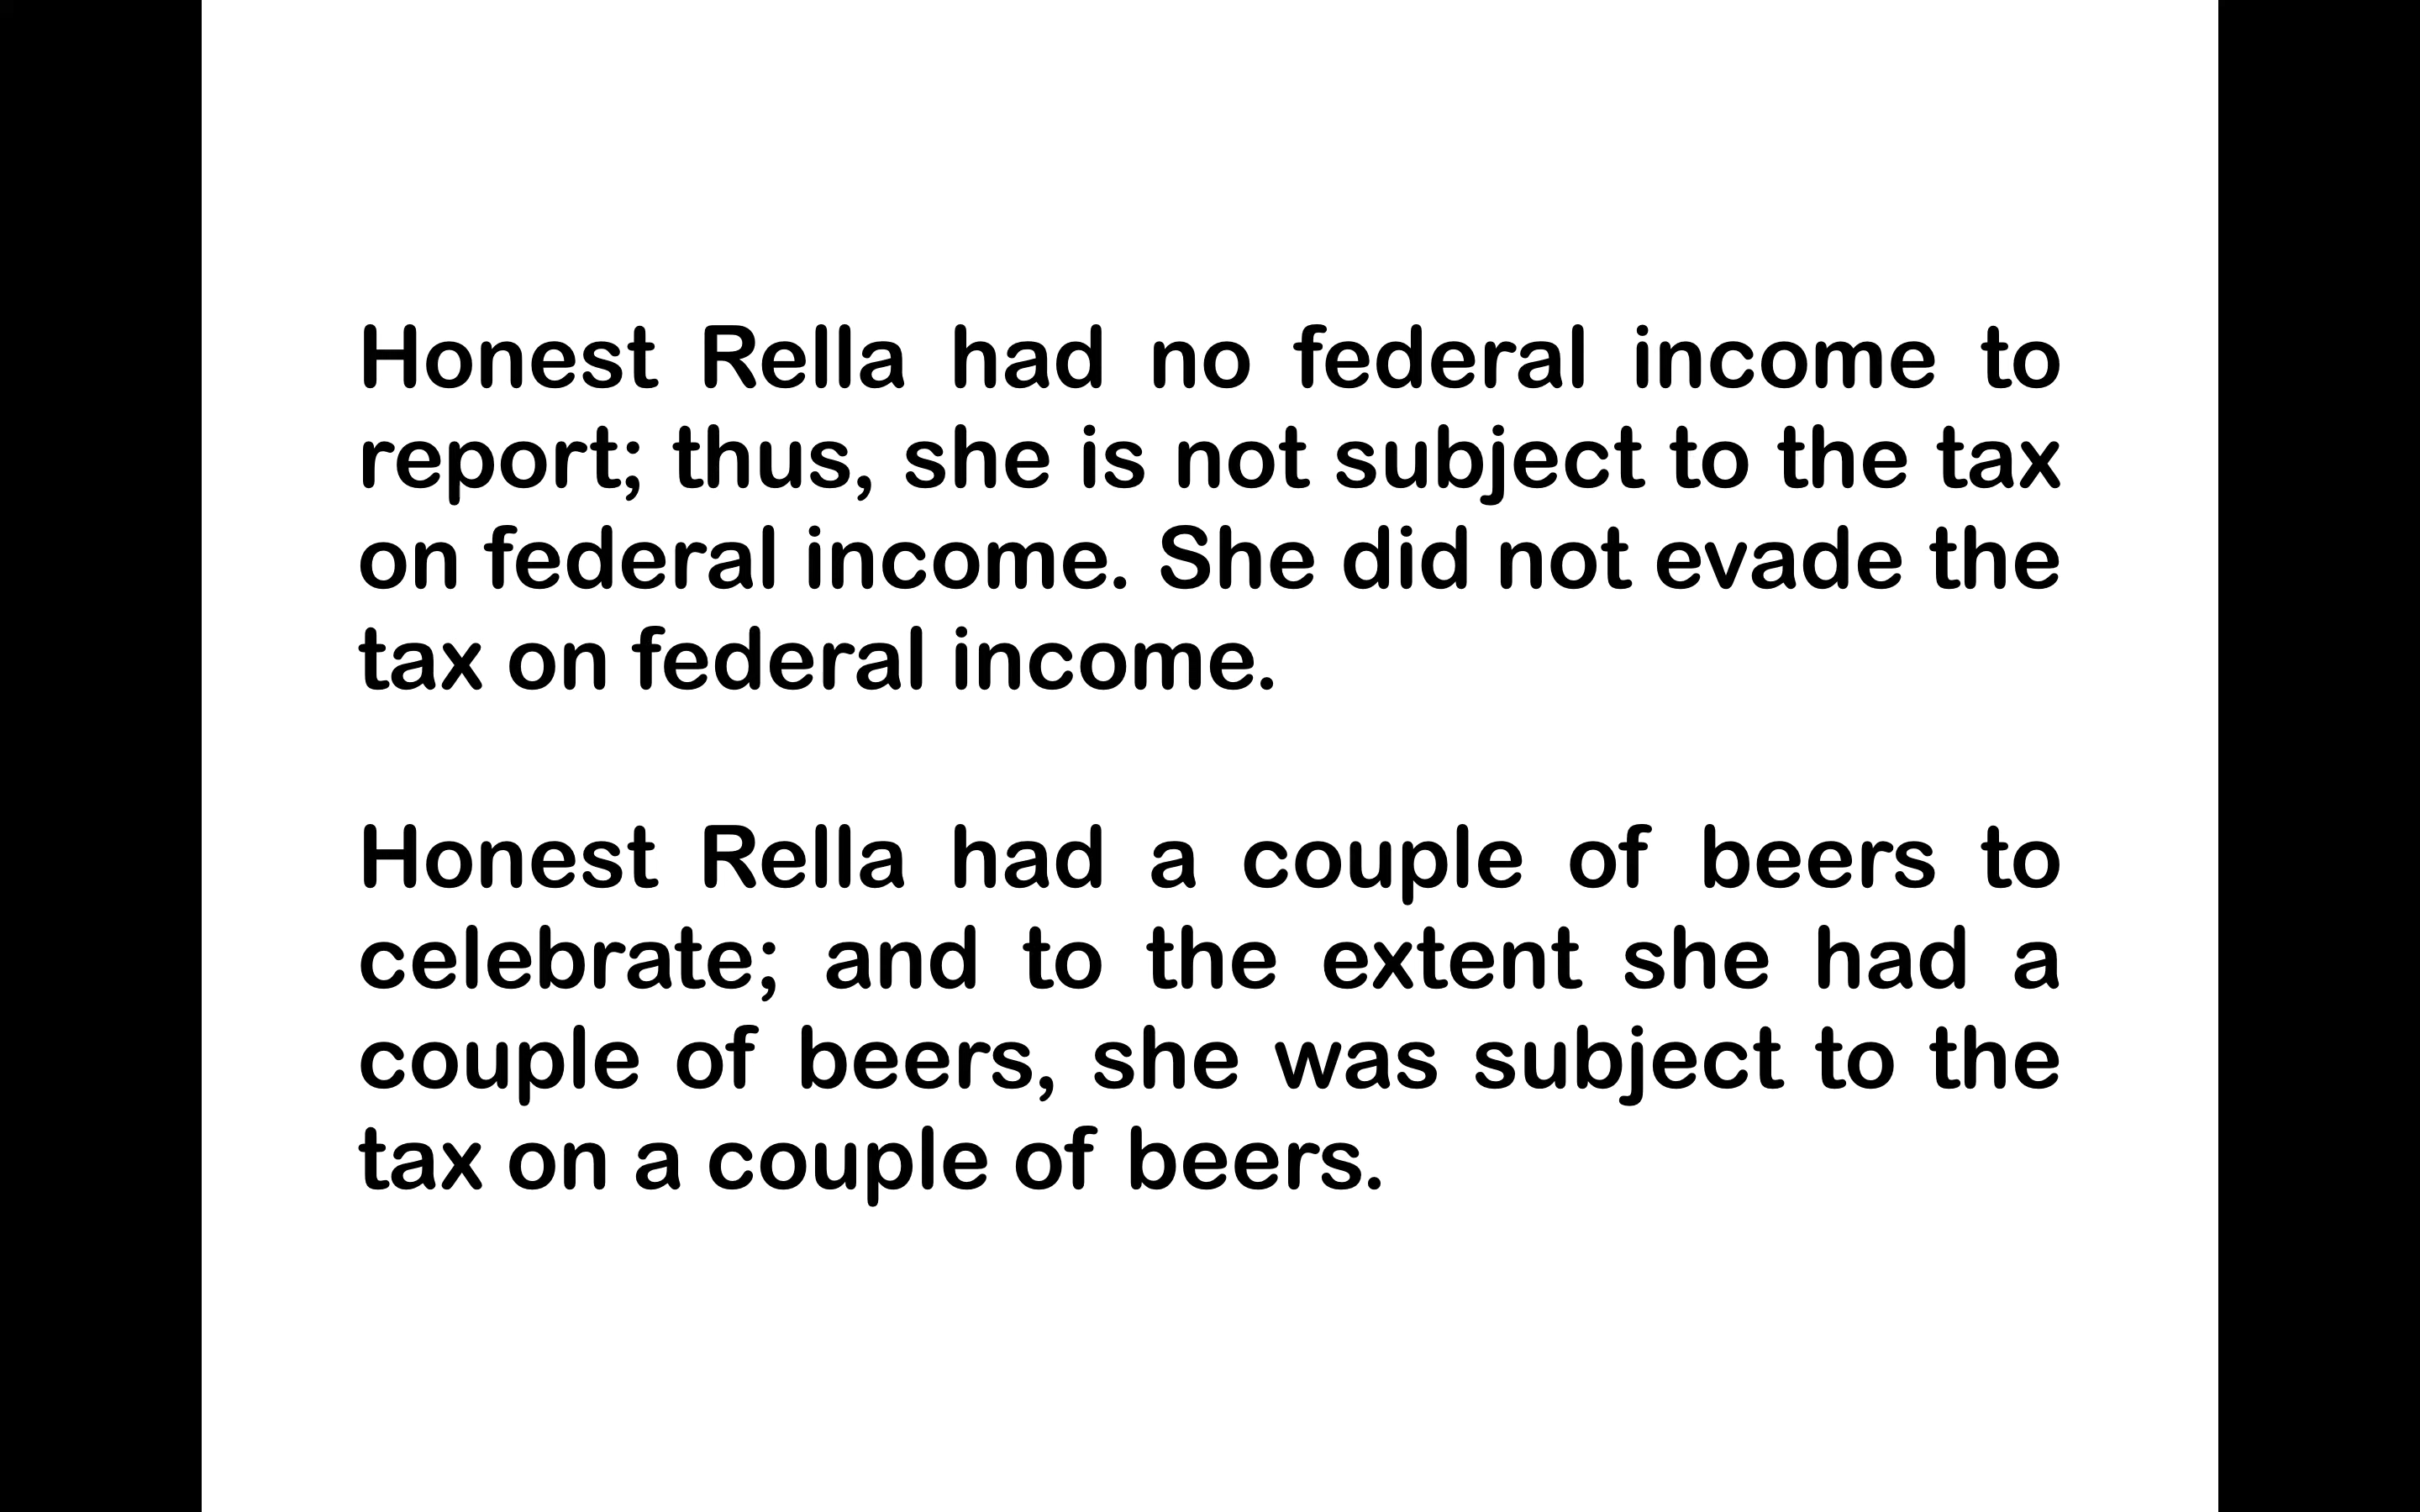 Honest Rella had no federal income to
report; thus, she is not subject to the tax
on federal income. She did not evade the
tax on federal income.
Honest Rella had a couple of beers to
celebrate; and to the extent she had a
couple of beers, she was subject to the
tax on a couple of beers.